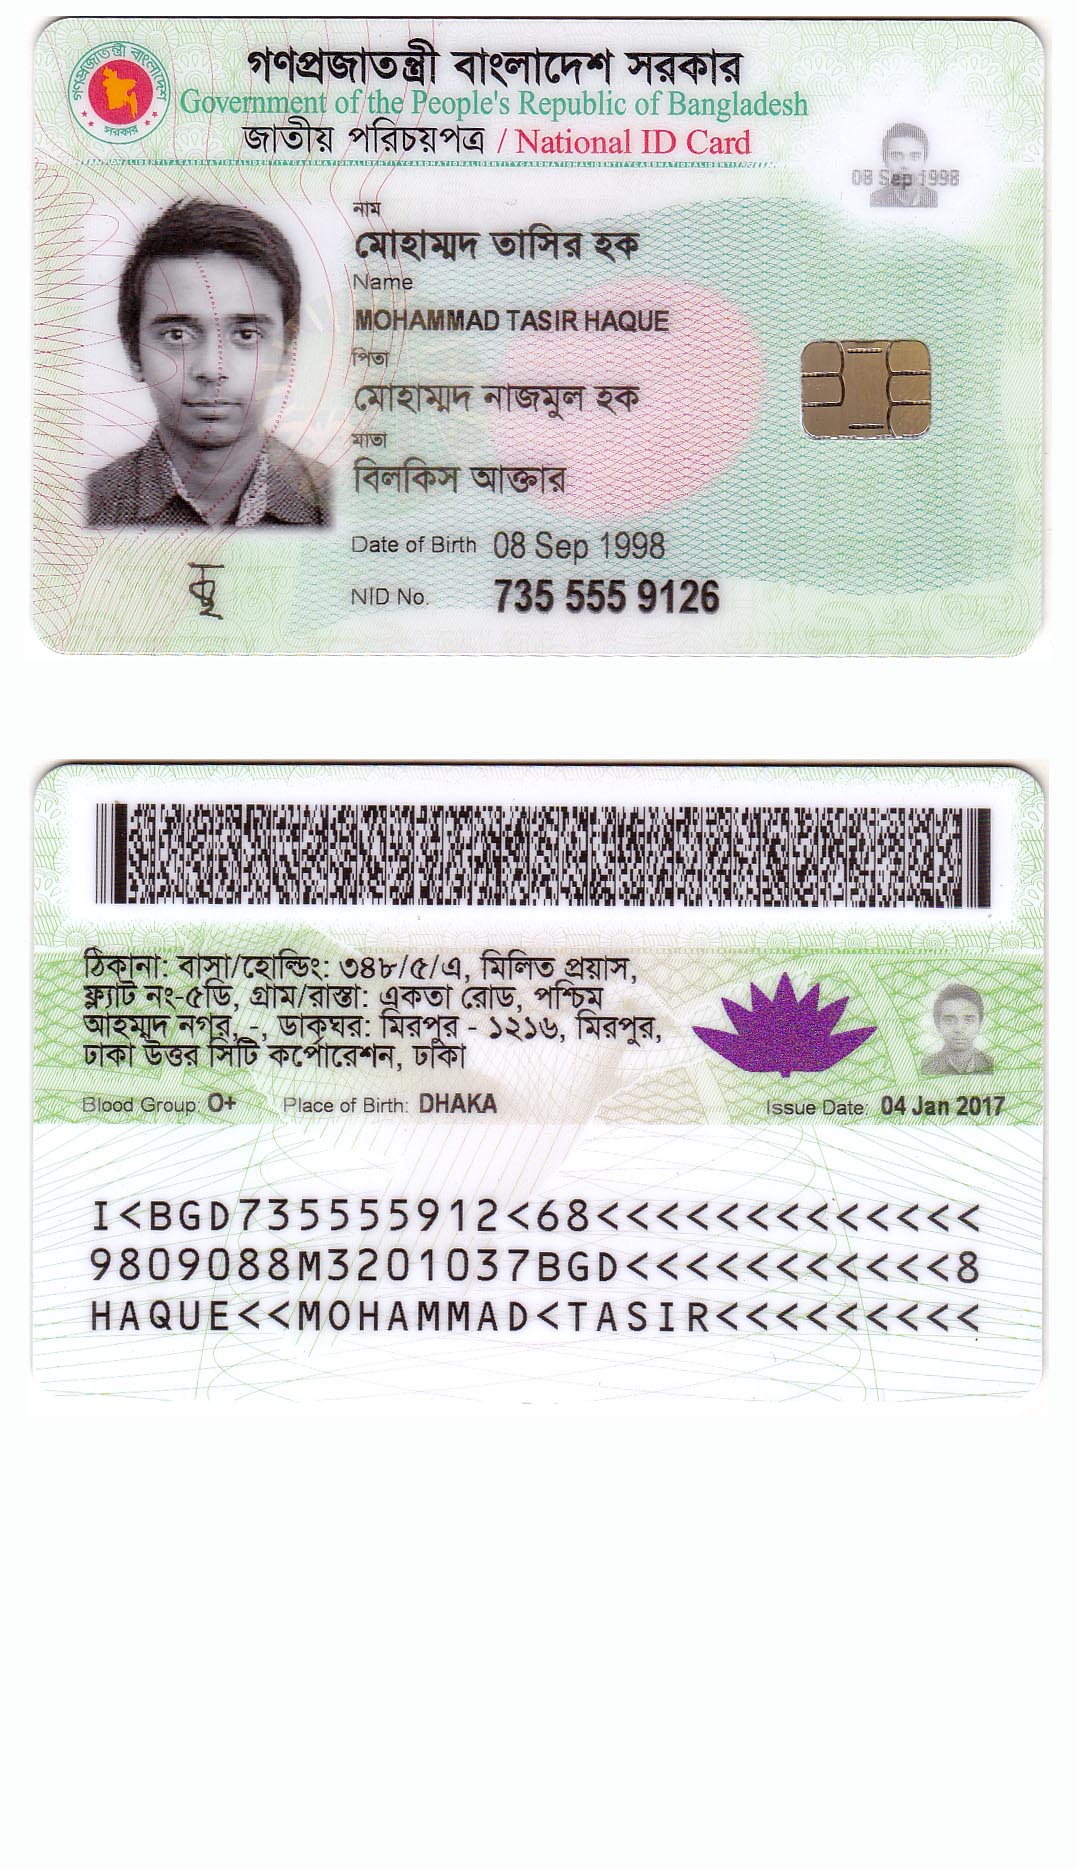 গণপ্রজাতন্ত্রী বাংলাদেশ সরকার
Government of the People's Republic of Bangladesh
জাতীয় পরিচয়পত্র / National ID Card
গণপ্রজাতন্ত্রী বাংলাদেশ
সরকার
08 Sep 1998
নাম
মোহাম্মদ তাসির হক
Name
MOHAMMAD TASIR HAQUE
পিতা
মোহাম্মদ নাজমুল হক
মাতা
বিলকিস আক্তার
Date of Birth 08 Sep 1998
NID No. 735 555 9126
ঠিকানা: বাসা/হোল্ডিং: ৩৪৮/৫/এ, মিলিত প্রয়াস,
ফ্ল্যাট নং-৫ডি, গ্রাম/রাস্তা: একতা রোড, পশ্চিম
আহম্মদ নগর, -, ডাকঘর: মিরপুর - ১২১৬, মিরপুর,
ঢাকা উত্তর সিটি কর্পোরেশন, ঢাকা
Blood Group: O+ Place of Birth: DHAKA Issue Date: 04 Jan 2017
I<BGD735555912<68<<<<<<<<<<<<<
9809088M3201037BGD<<<<<<<<<<<8
HAQUE<<MOHAMMAD<TASIR<<<<<<<<<